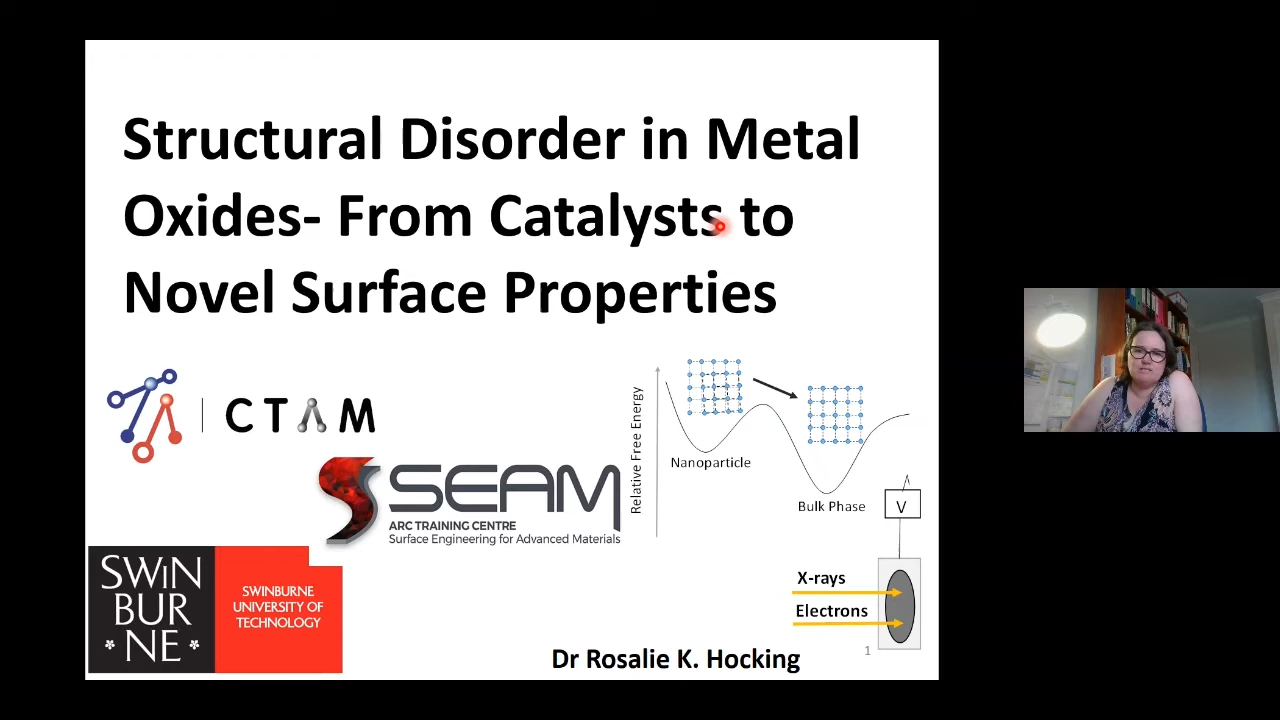 Structural Disorder in Metal
Oxides- From Catalysts to
Novel Surface Properties
CTAM
SEAM
ARC TRAINING CENTRE
Surface Engineering for Advanced Materials
Relative Free Energy
Nanoparticle
Bulk Phase
V
X-rays
Electrons
SWIN
BUR
NE
SWINBURNE
UNIVERSITY OF
TECHNOLOGY
Dr Rosalie K. Hocking
1